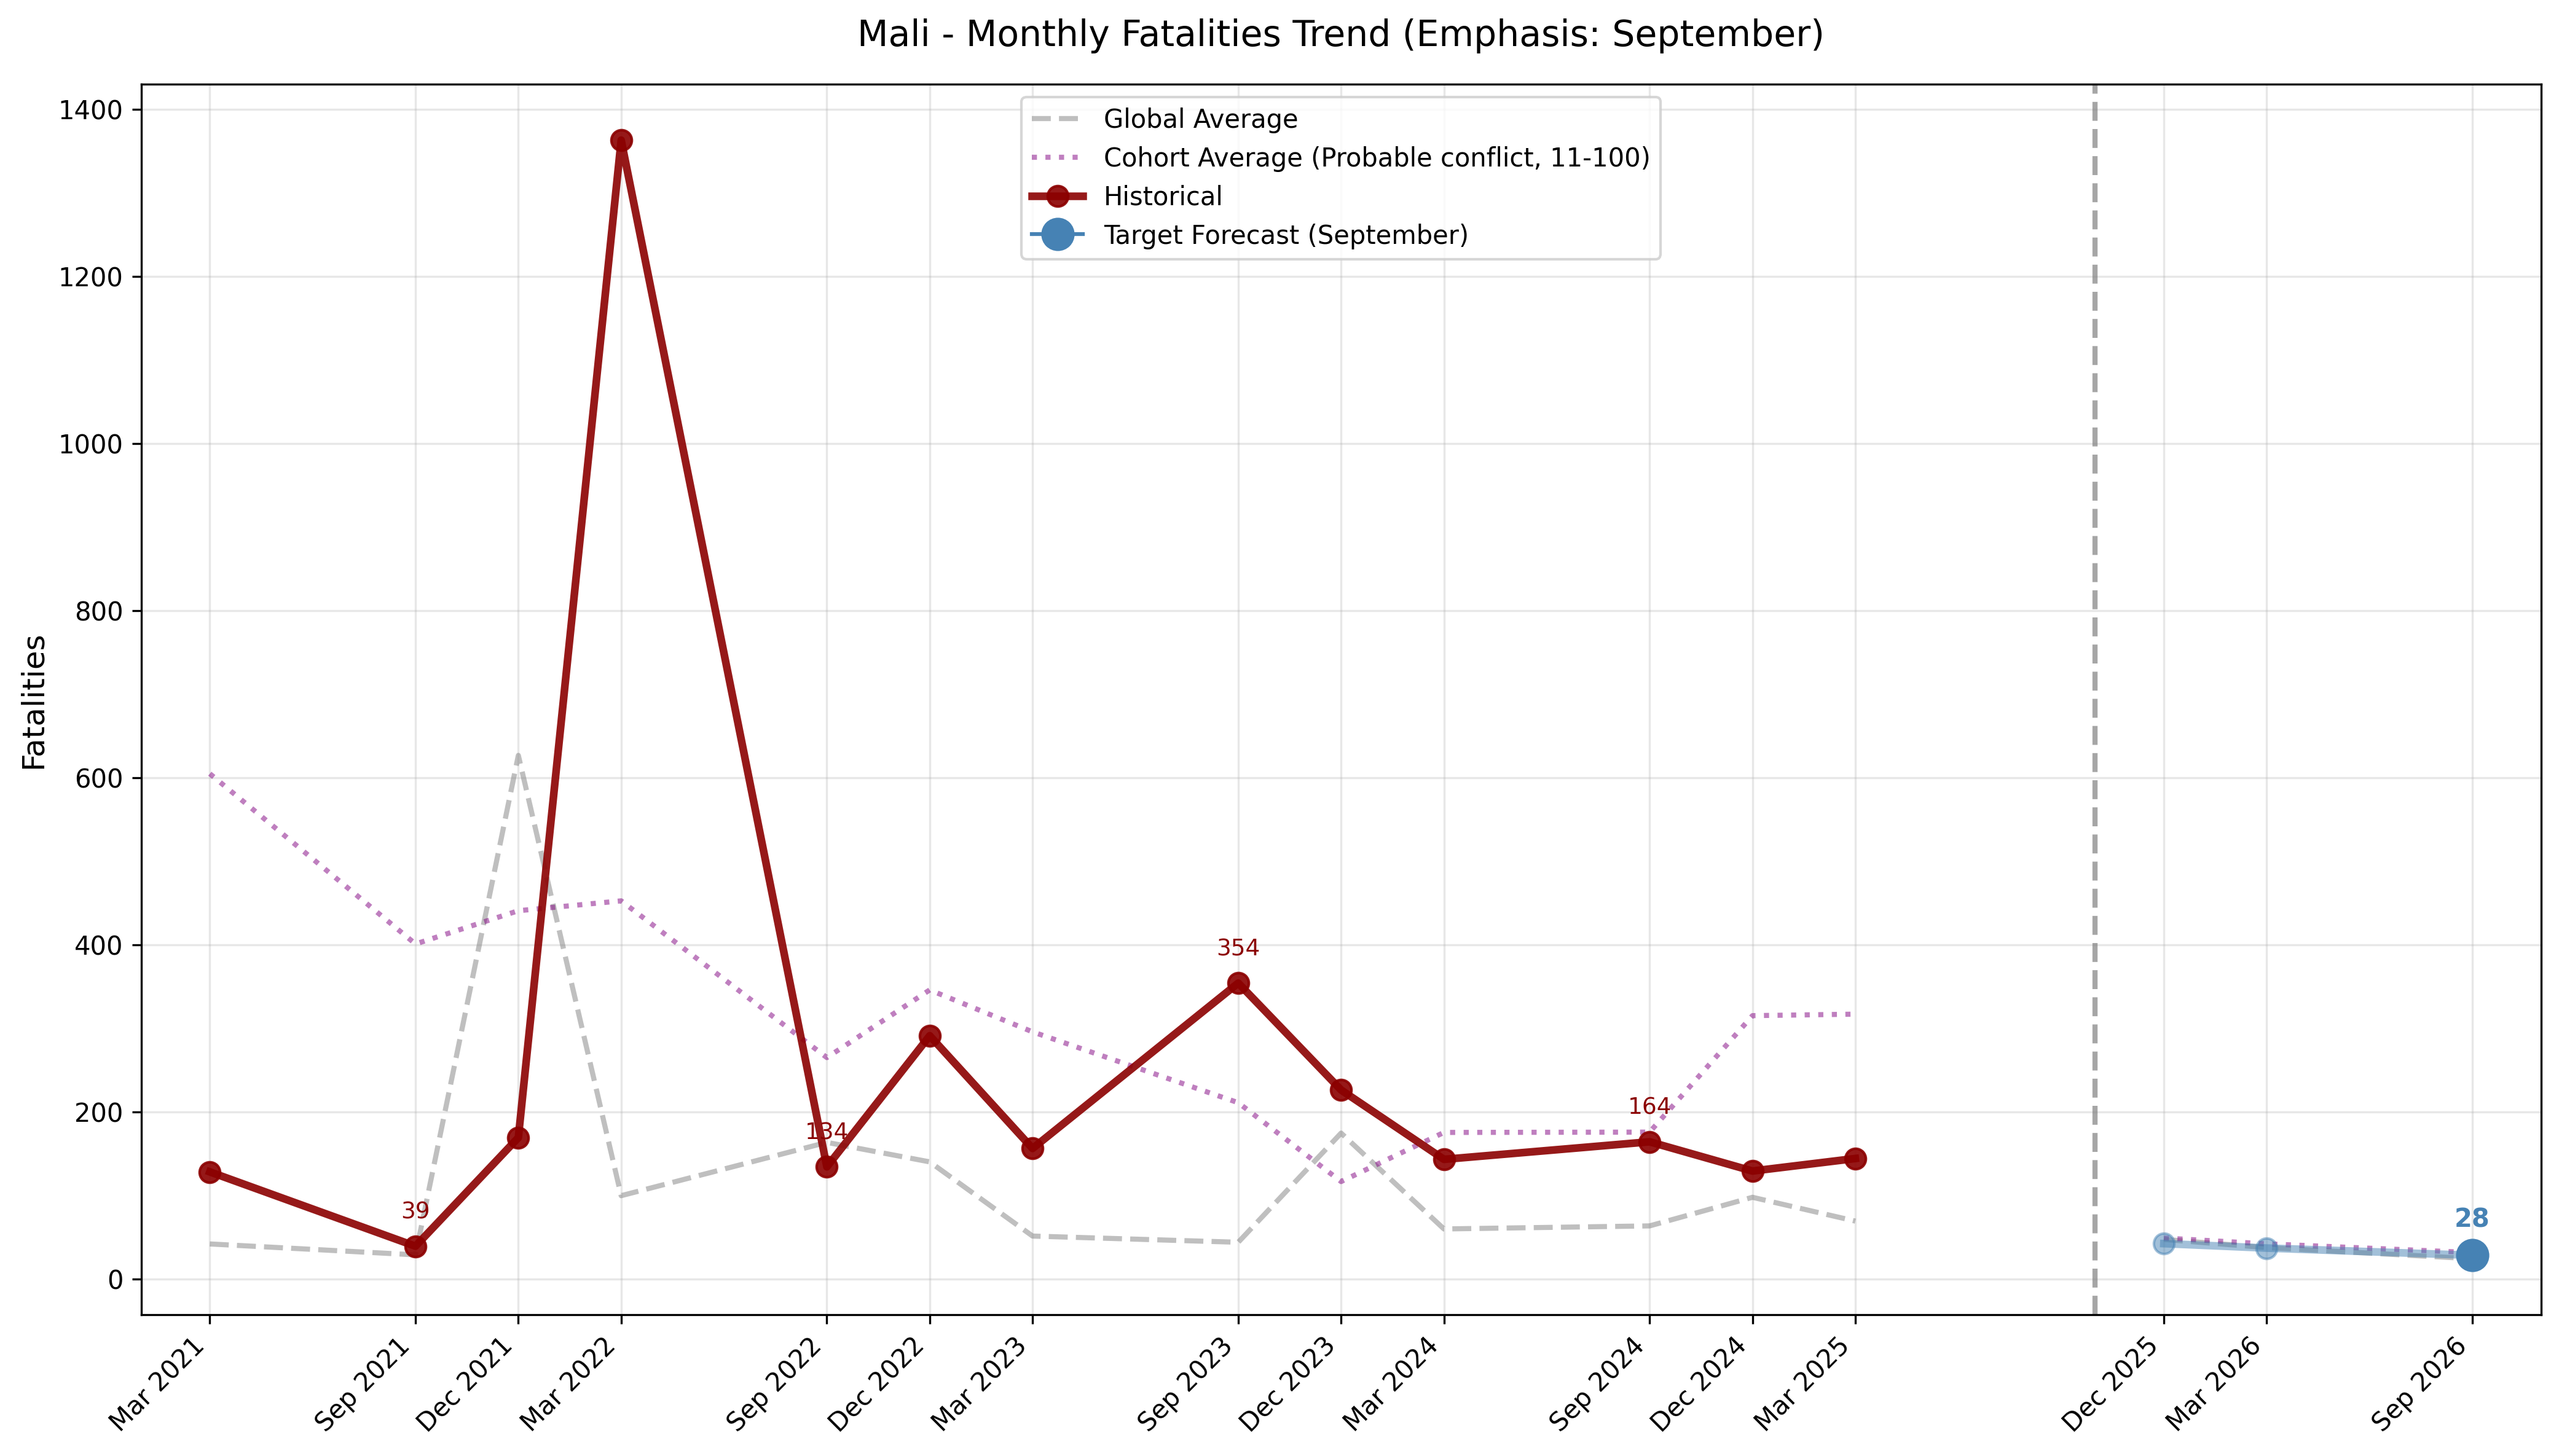 Mali - Monthly Fatalities Trend (Emphasis: September)
Fatalities
1400
1200
1000
800
600
400
200
0
Global Average
Cohort Average (Probable conflict, 11-100)
Historical
Target Forecast (September)
39
134
354
164
28
Mar 2021
Sep 2021
Dec 2021
Mar 2022
Sep 2022
Dec 2022
Mar 2023
Sep 2023
Dec 2023
Mar 2024
Sep 2024
Dec 2024
Mar 2025
Dec 2025
Mar 2026
Sep 2026